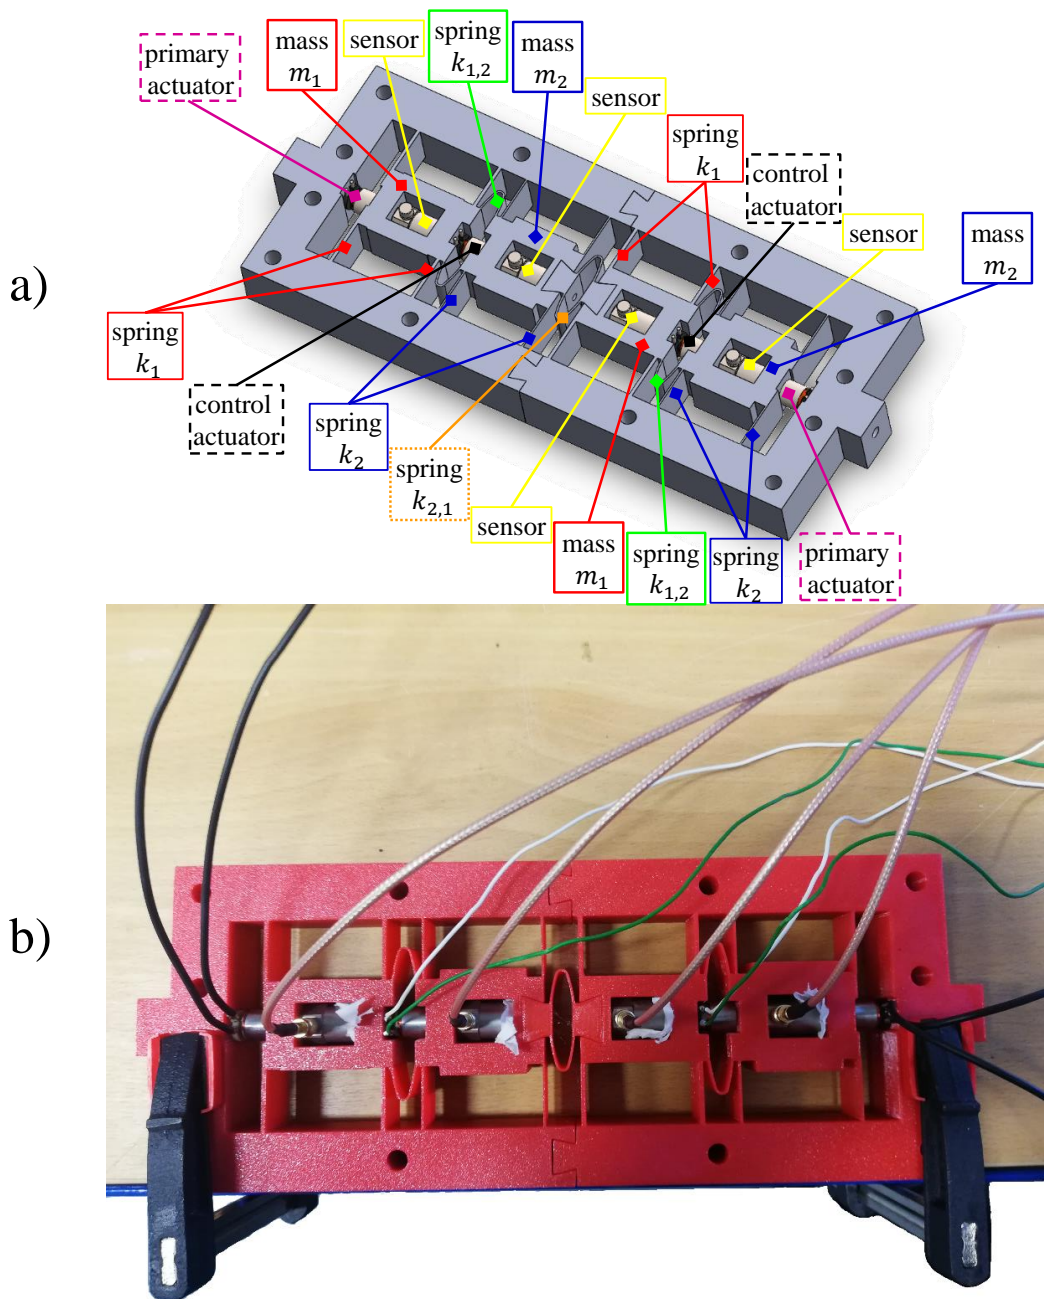 a)
primary
actuator
mass
m₁
sensor
spring
k₁,₂
mass
m₂
sensor
spring
k₁
control
actuator
sensor
mass
m₂
spring
k₁
control
actuator
spring
k₂
spring
k₂,₁
sensor
mass
m₁
spring
k₁,₂
spring
k₂
primary
actuator
b)